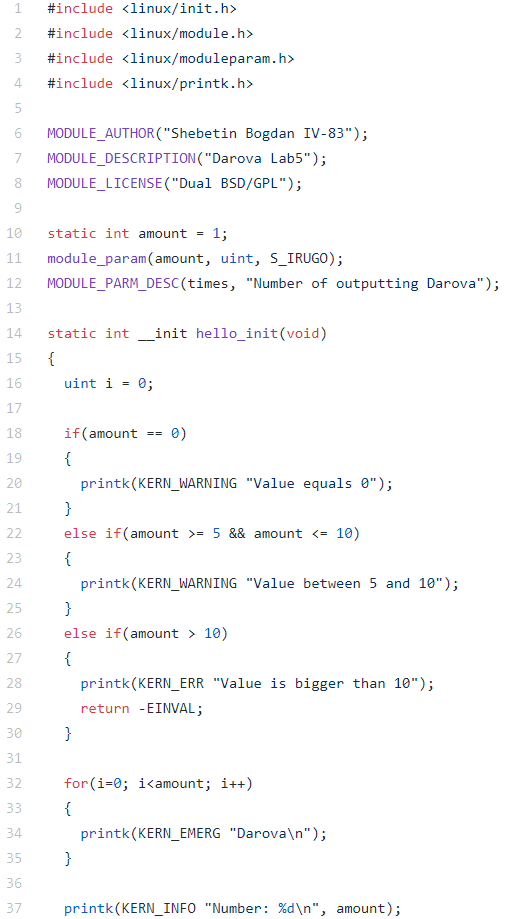 1 #include <linux/init.h>
2 #include <linux/module.h>
3 #include <linux/moduleparam.h>
4 #include <linux/printk.h>
5
6 MODULE_AUTHOR("Shebetin Bogdan IV-83");
7 MODULE_DESCRIPTION("Darova Lab5");
8 MODULE_LICENSE("Dual BSD/GPL");
9
10 static int amount = 1;
11 module_param(amount, uint, S_IRUGO);
12 MODULE_PARM_DESC(times, "Number of outputting Darova");
13
14 static int __init hello_init(void)
15 {
16   uint i = 0;
17
18   if(amount == 0)
19   {
20     printk(KERN_WARNING "Value equals 0");
21   }
22   else if(amount >= 5 && amount <= 10)
23   {
24     printk(KERN_WARNING "Value between 5 and 10");
25   }
26   else if(amount > 10)
27   {
28     printk(KERN_ERR "Value is bigger than 10");
29     return -EINVAL;
30   }
31
32   for(i=0; i<amount; i++)
33   {
34     printk(KERN_EMERG "Darova\n");
35   }
36
37   printk(KERN_INFO "Number: %d\n", amount);